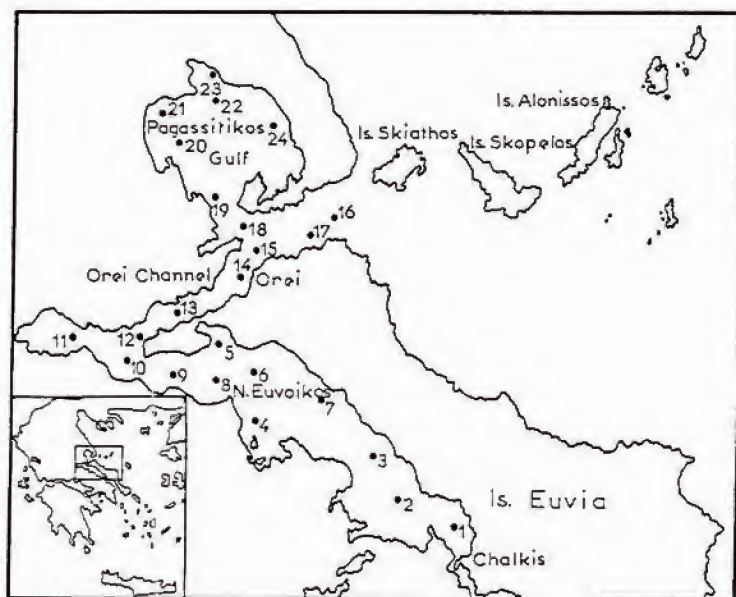 23
22
21
Is. Alonissos
Pagassitikos
24
Is. Skiathos
Is. Skopelos
20
Gulf
19
16
18
17
15
14
Orei Channel
Orei
13
11
12
5
10
9
8
6
N. Euvoikos
7
4
3
Is. Euvia
2
1
Chalkis